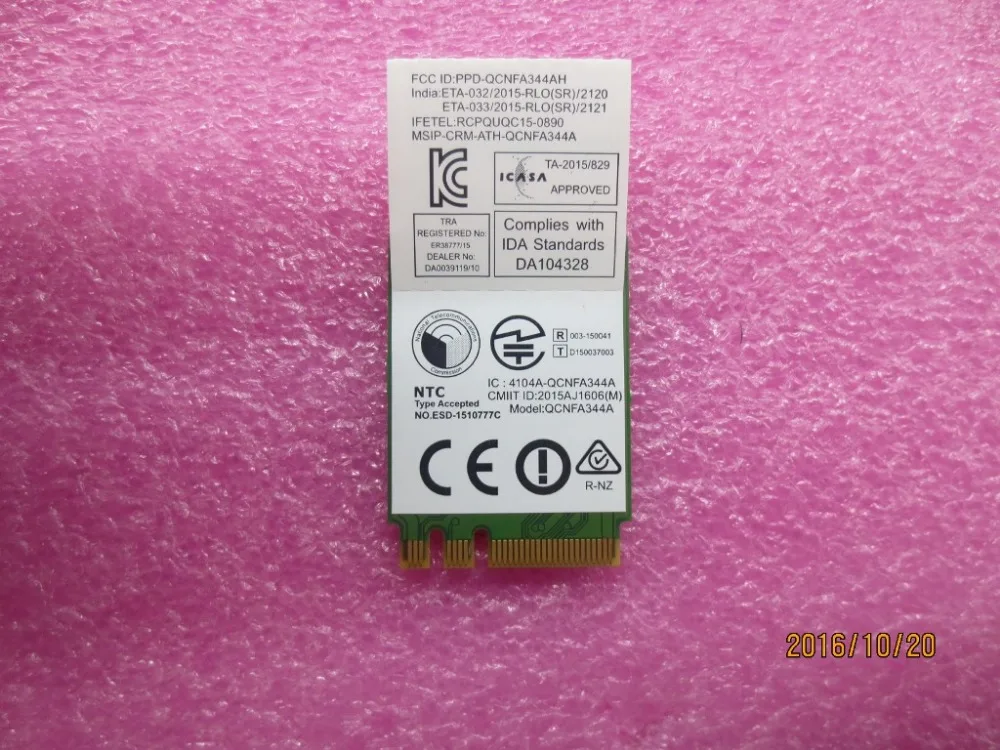 FCC ID:PPD-QCNFA344AH
India:ETA-032/2015-RLO(SR)/2120
ETA-033/2015-RLO(SR)/2121
IFETEL:RCPQUQC15-0890
MSIP-CRM-ATH-QCNFA344A
ICASA
TA-2015/829
APPROVED
TRA
REGISTERED No:
ER38777/15
DEALER No:
DA0039119/10
Complies with
IDA Standards
DA104328
National Telecommunications
Commission
NTC
Type Accepted
NO.ESD-1510777C
R 003-150041
T D150037003
IC : 4104A-QCNFA344A
CMIIT ID:2015AJ1606(M)
Model:QCNFA344A
CE
R-NZ
2016/10/20